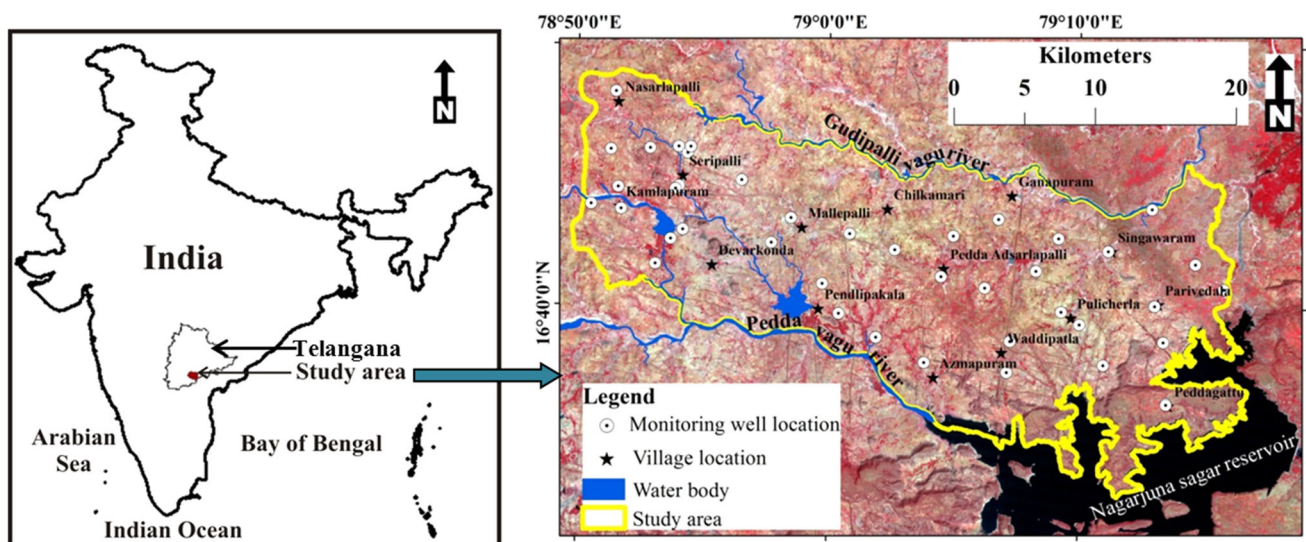 N
India
Telangana
Study area
Arabian
Sea
Bay of Bengal
Indian Ocean
78°50'0"E
79°0'0"E
79°10'0"E
16°40'0"N
Kilometers
0 5 10 20
N
Nasarlapalli
Gudipalli vagu river
Seripalli
Kamlapuram
Chilkamari
Ganapuram
Mallepalli
Devarkonda
Singawaram
Pedda Adsarlapalli
Pendlipakala
Parivedala
Pulicherla
Pedda vagu river
Waddipatla
Azmapuram
Peddagattu
Nagarjuna sagar reservoir
Legend
Monitoring well location
Village location
Water body
Study area